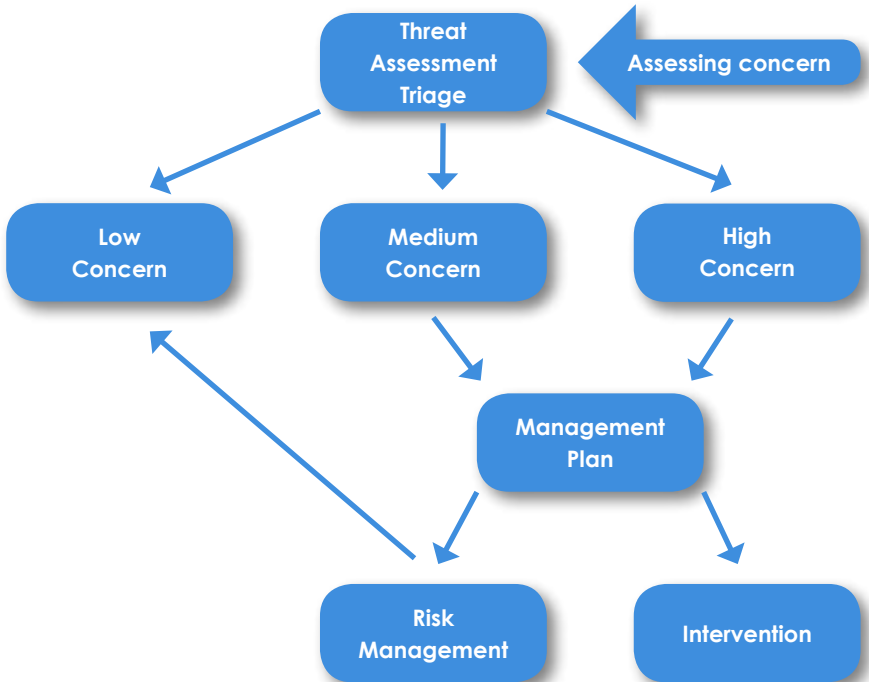 Threat
Assessment
Triage
Assessing concern
Low
Concern
Medium
Concern
High
Concern
Management
Plan
Risk
Management
Intervention